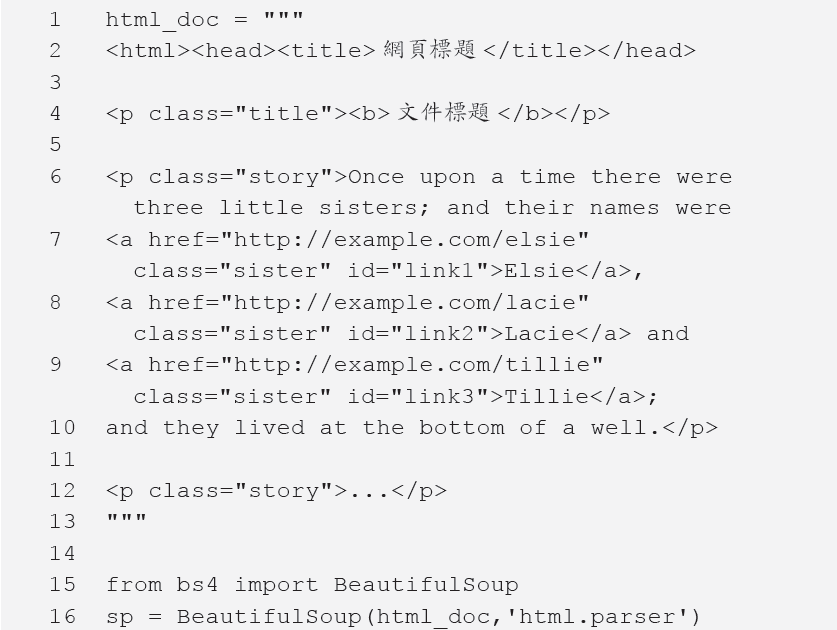 1 html_doc = """
2 <html><head><title>網頁標題</title></head>
3
4 <p class="title"><b>文件標題</b></p>
5
6 <p class="story">Once upon a time there were
three little sisters; and their names were
7 <a href="http://example.com/elsie"
class="sister" id="link1">Elsie</a>,
8 <a href="http://example.com/lacie"
class="sister" id="link2">Lacie</a> and
9 <a href="http://example.com/tillie"
class="sister" id="link3">Tillie</a>;
10 and they lived at the bottom of a well.</p>
11
12 <p class="story">...</p>
13 """
14
15 from bs4 import BeautifulSoup
16 sp = BeautifulSoup(html_doc,'html.parser')